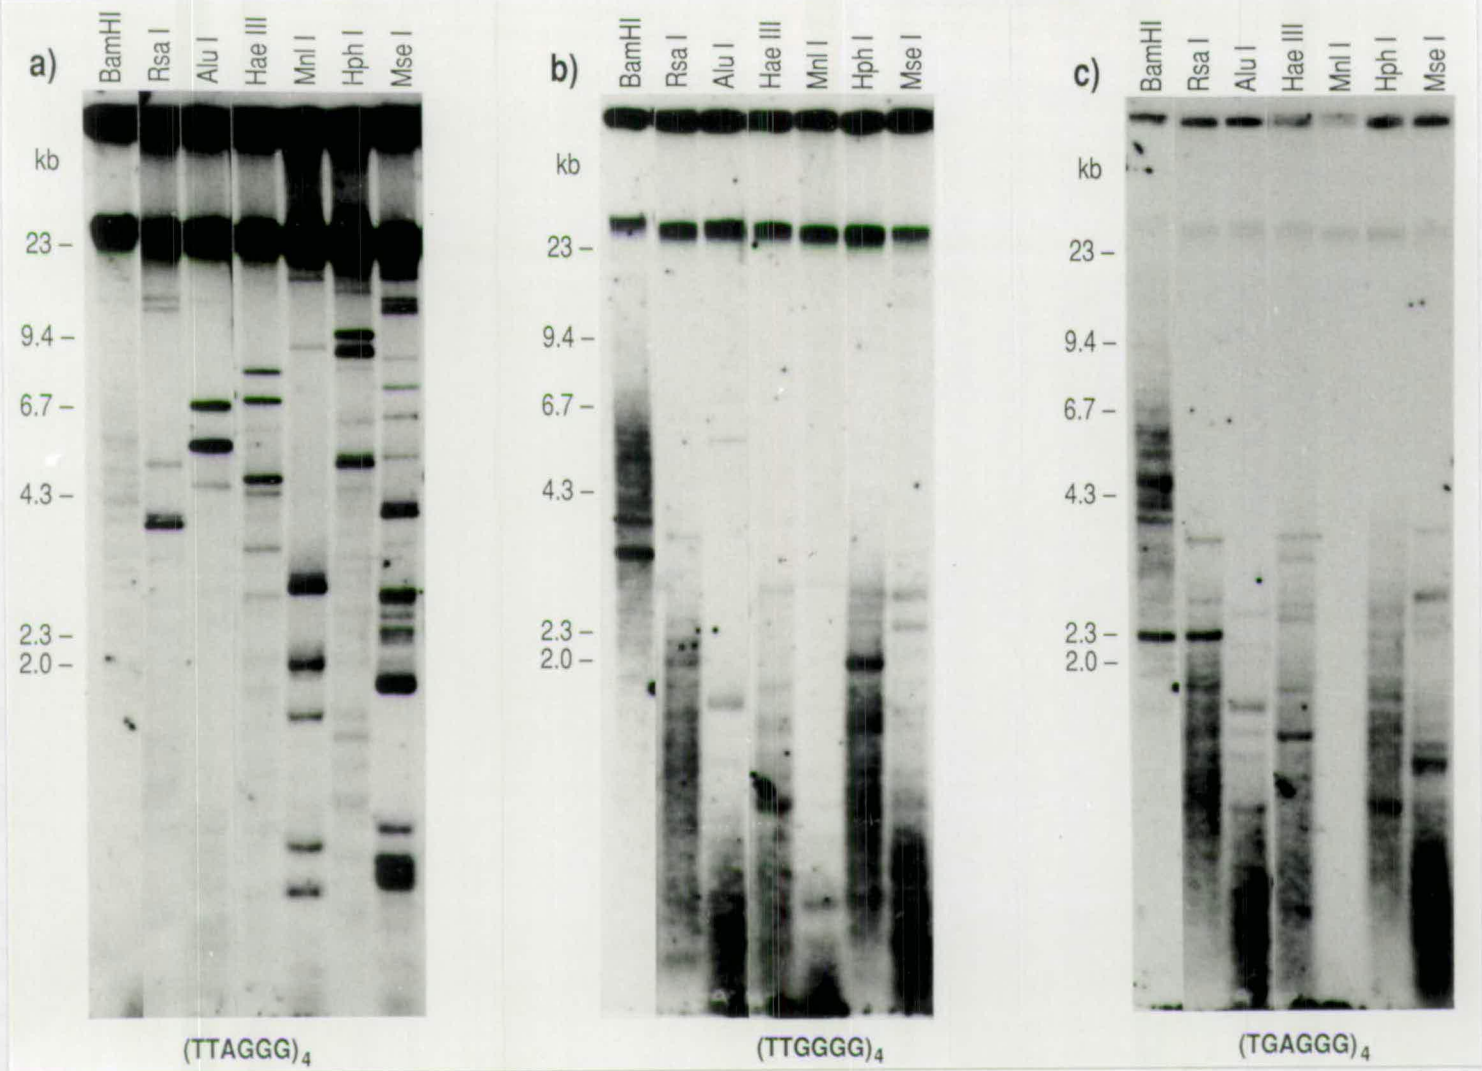 a) BamHI Rsa I Alu I Hae III Mnl I Hph I Mse I
kb
23 –
9.4 –
6.7 –
4.3 –
2.3 –
2.0 –
(TTAGGG)4
b) BamHI Rsa I Alu I Hae III Mnl I Hph I Mse I
kb
23 –
9.4 –
6.7 –
4.3 –
2.3 –
2.0 –
(TTGGGG)4
c) BamHI Rsa I Alu I Hae III Mnl I Hph I Mse I
kb
23 –
9.4 –
6.7 –
4.3 –
2.3 –
2.0 –
(TGAGGG)4